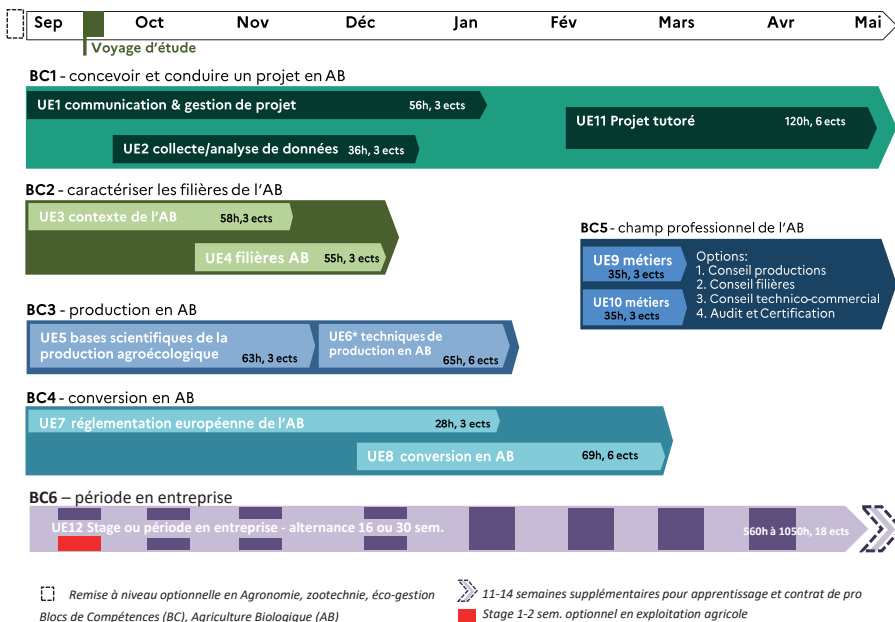 Sep Oct Nov Déc Jan Fév Mars Avr Mai
Voyage d'étude
BC1 - concevoir et conduire un projet en AB
UE1 communication & gestion de projet 56h, 3 ects
UE11 Projet tutoré 120h, 6 ects
UE2 collecte/analyse de données 36h, 3 ects
BC2 - caractériser les filières de l'AB
UE3 contexte de l'AB 58h,3 ects
UE4 filières AB 55h, 3 ects
BC5 - champ professionnel de l'AB
UE9 métiers
35h, 3 ects
UE10 métiers
35h, 3 ects
Options:
1. Conseil productions
2. Conseil filières
3. Conseil technico-commercial
4. Audit et Certification
BC3 - production en AB
UE5 bases scientifiques de la
production agroécologique 63h, 3 ects
UE6* techniques de
production en AB 65h, 6 ects
BC4 - conversion en AB
UE7 réglementation européenne de l'AB 28h, 3 ects
UE8 conversion en AB 69h, 6 ects
BC6 – période en entreprise
UE12 Stage ou période en entreprise - alternance 16 ou 30 sem. 560h à 1050h, 18 ects
Remise à niveau optionnelle en Agronomie, zootechnie, éco-gestion
Blocs de Compétences (BC), Agriculture Biologique (AB)
11-14 semaines supplémentaires pour apprentissage et contrat de pro
Stage 1-2 sem. optionnel en exploitation agricole